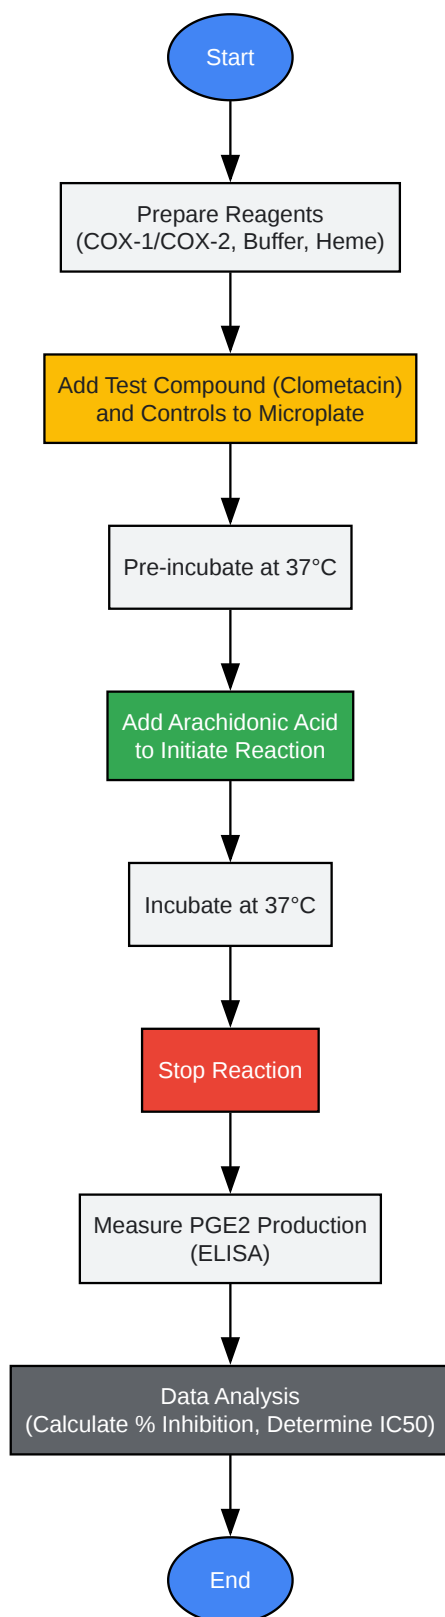 Start
Prepare Reagents
(COX-1/COX-2, Buffer, Heme)
Add Test Compound (Clometacin)
and Controls to Microplate
Pre-incubate at 37°C
Add Arachidonic Acid
to Initiate Reaction
Incubate at 37°C
Stop Reaction
Measure PGE2 Production
(ELISA)
Data Analysis
(Calculate % Inhibition, Determine IC50)
End